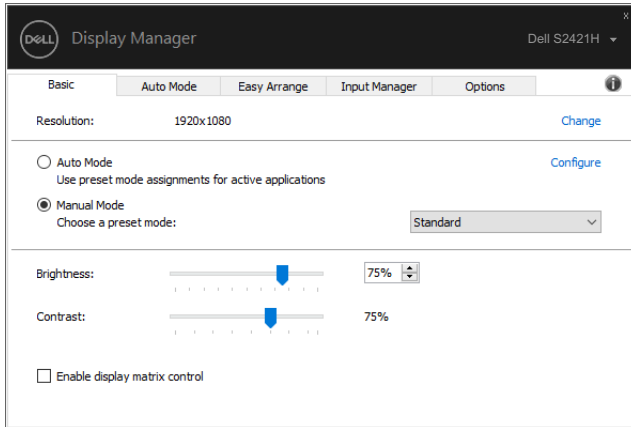 x
DELL Display Manager Dell S2421H
Basic Auto Mode Easy Arrange Input Manager Options i
Resolution: 1920x1080 Change
Auto Mode Configure
Use preset mode assignments for active applications
Manual Mode
Choose a preset mode: Standard
Brightness: 75%
Contrast: 75%
Enable display matrix control